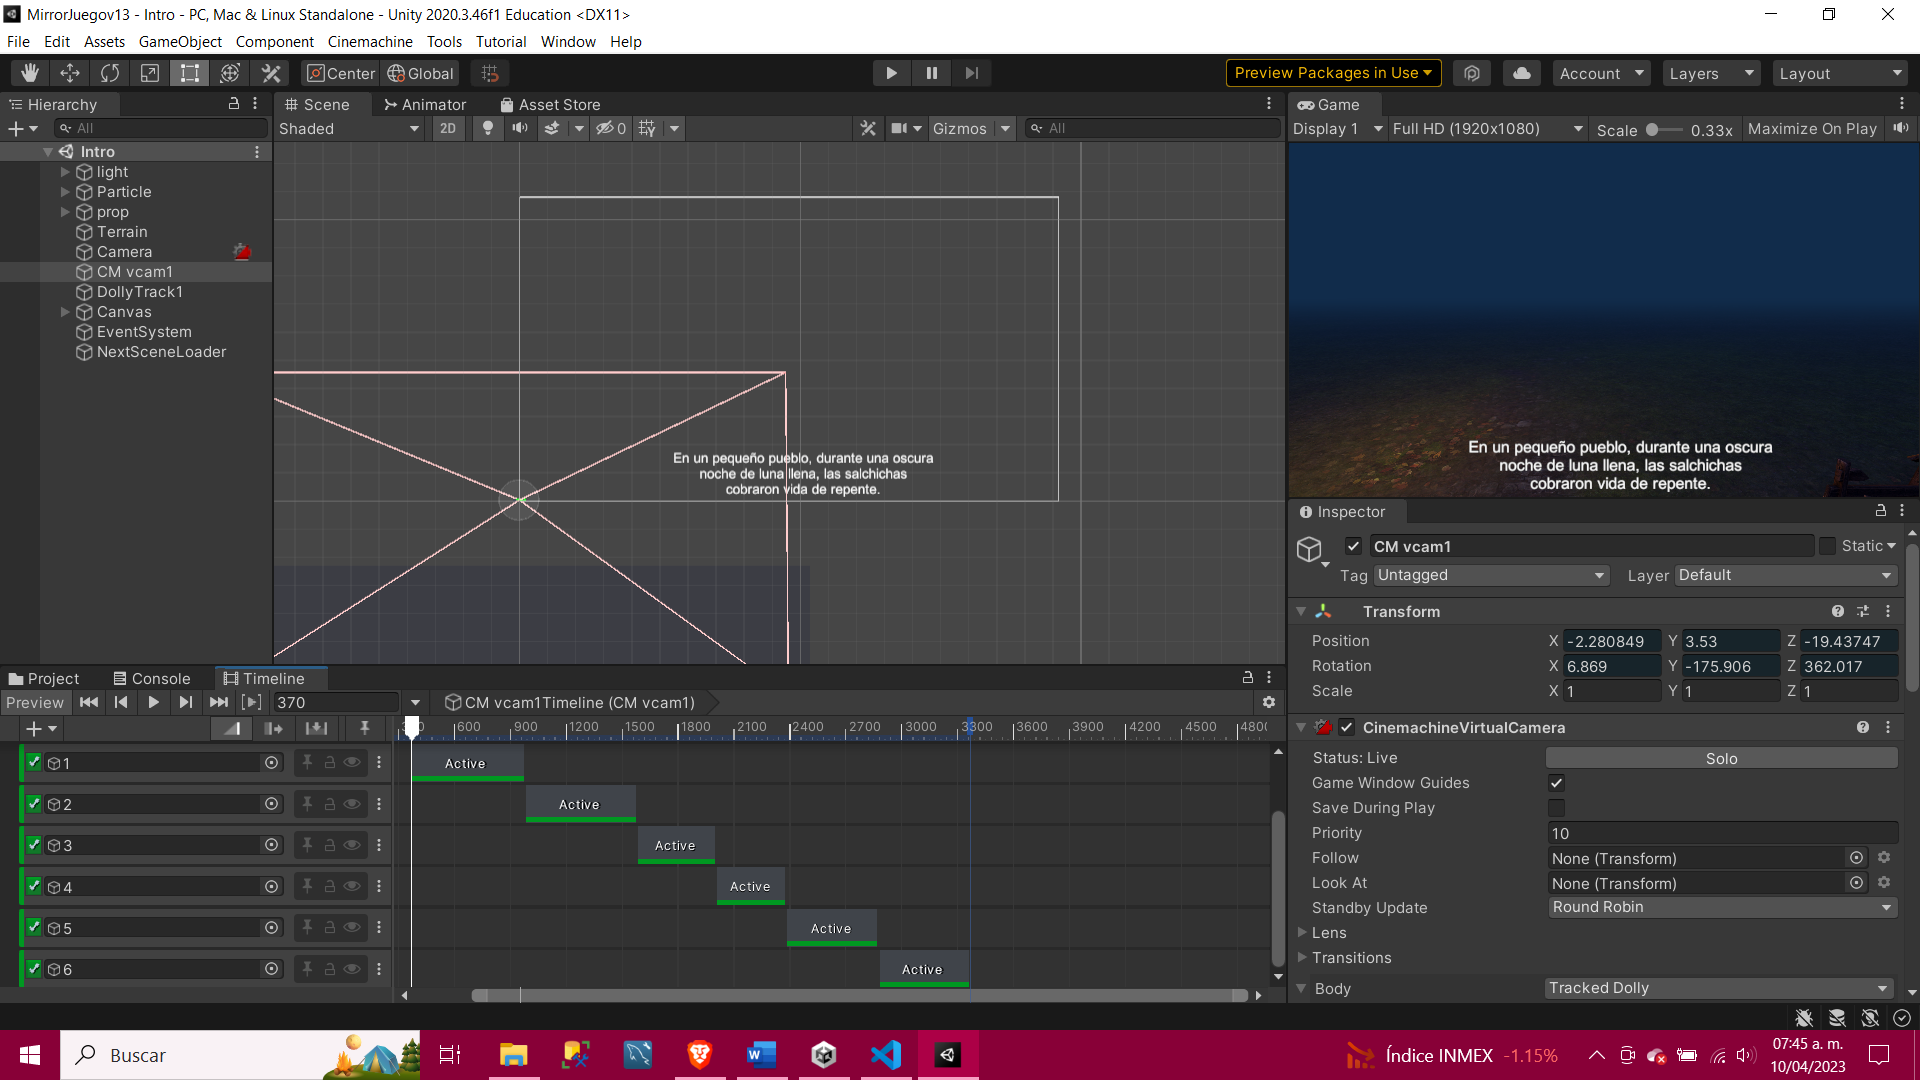 MirrorJuegov13 - Intro - PC, Mac & Linux Standalone - Unity 2020.3.46f1 Education <DX11>
File Edit Assets GameObject Component Cinemachine Tools Tutorial Window Help
Center Global Preview Packages in Use Account Layers Layout
Hierarchy
All
Intro
light
Particle
prop
Terrain
Camera
CM vcam1
DollyTrack1
Canvas
EventSystem
NextSceneLoader
Scene Animator Asset Store
Shaded 2D 0 Gizmos All
En un pequeño pueblo, durante una oscura
noche de luna llena, las salchichas
cobraron vida de repente.
Game
Display 1 Full HD (1920x1080) Scale 0.33x Maximize On Play
En un pequeño pueblo, durante una oscura
noche de luna llena, las salchichas
cobraron vida de repente.
Inspector
CM vcam1 Static
Tag Untagged Layer Default
Transform
Position X -2.280849 Y 3.53 Z -19.43747
Rotation X 6.869 Y -175.906 Z 362.017
Scale X 1 Y 1 Z 1
CinemachineVirtualCamera
Status: Live Solo
Game Window Guides
Save During Play
Priority 10
Follow None (Transform)
Look At None (Transform)
Standby Update Round Robin
Lens
Transitions
Body Tracked Dolly
Project Console Timeline
Preview 370 CM vcam1Timeline (CM vcam1)
600 900 1200 1500 1800 2100 2400 2700 3000 3300 3600 3900 4200 4500 4800
1 Active
2 Active
3 Active
4 Active
5 Active
6 Active
Buscar
Índice INMEX -1.15%
07:45 a. m.
10/04/2023